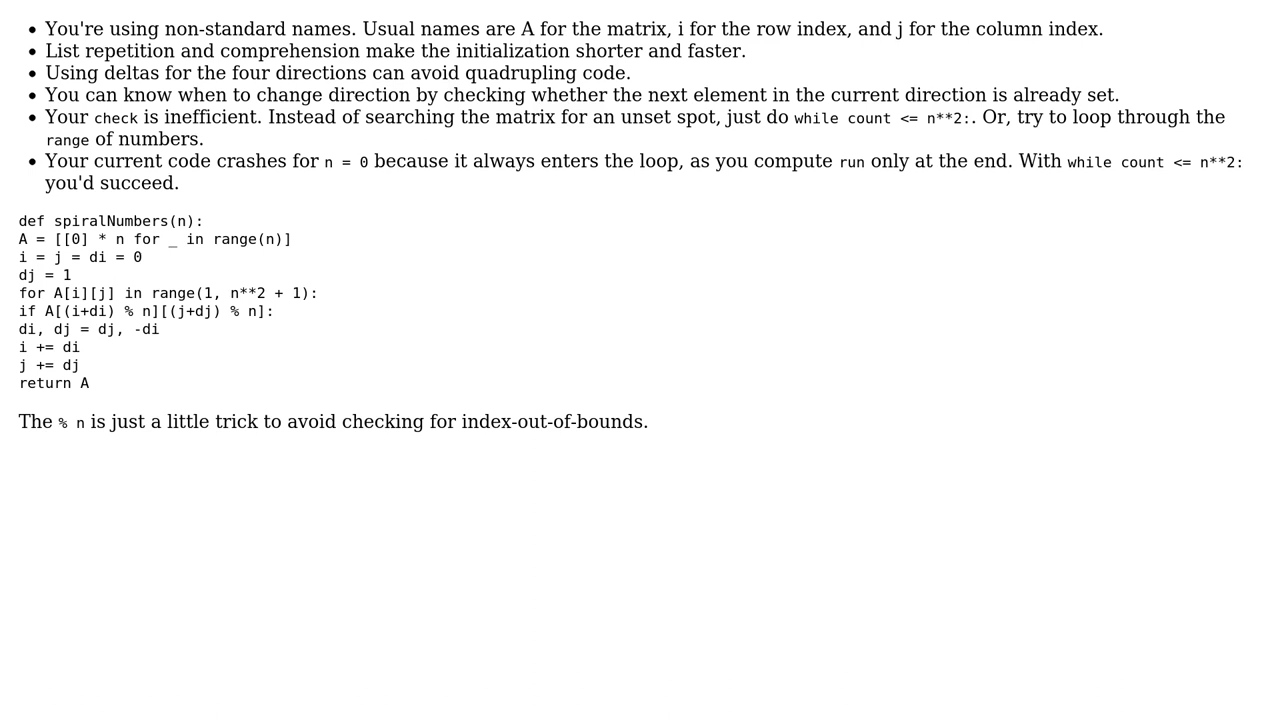 You're using non-standard names. Usual names are A for the matrix, i for the row index, and j for the column index.
List repetition and comprehension make the initialization shorter and faster.
Using deltas for the four directions can avoid quadrupling code.
You can know when to change direction by checking whether the next element in the current direction is already set.
Your check is inefficient. Instead of searching the matrix for an unset spot, just do while count <= n**2:. Or, try to loop through the
range of numbers.
Your current code crashes for n = 0 because it always enters the loop, as you compute run only at the end. With while count <= n**2:
you'd succeed.
def spiralNumbers(n):
A = [[0] * n for _ in range(n)]
i = j = di = 0
dj = 1
for A[i][j] in range(1, n**2 + 1):
if A[(i+di) % n][(j+dj) % n]:
di, dj = dj, -di
i += di
j += dj
return A
The % n is just a little trick to avoid checking for index-out-of-bounds.